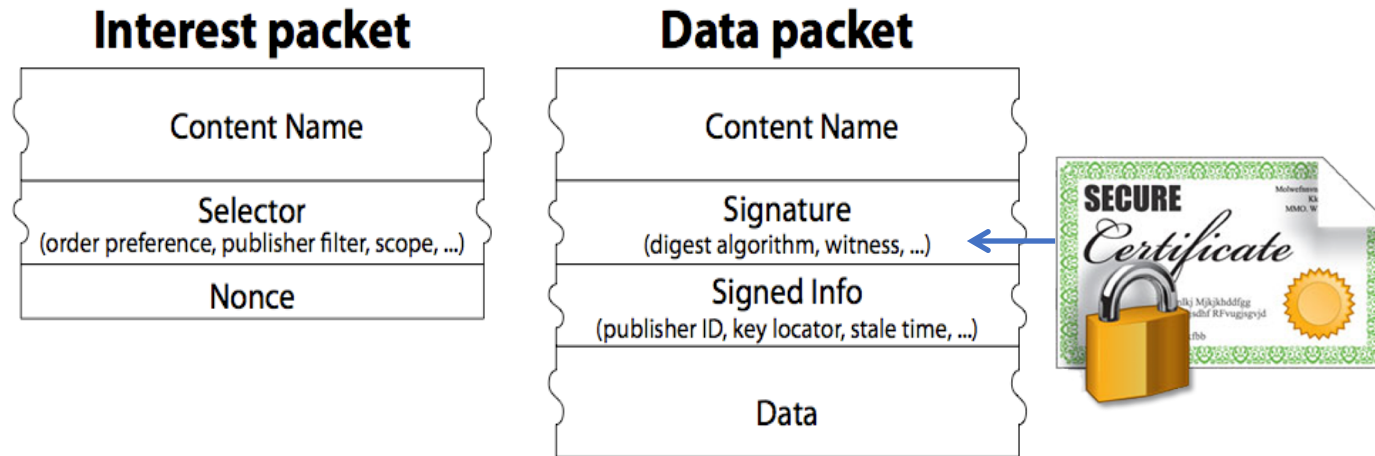 Interest packet
Content Name
Selector
(order preference, publisher filter, scope, ...)
Nonce
Data packet
Content Name
Signature
(digest algorithm, witness, ...)
Signed Info
(publisher ID, key locator, stale time, ...)
Data
SECURE
Certificate